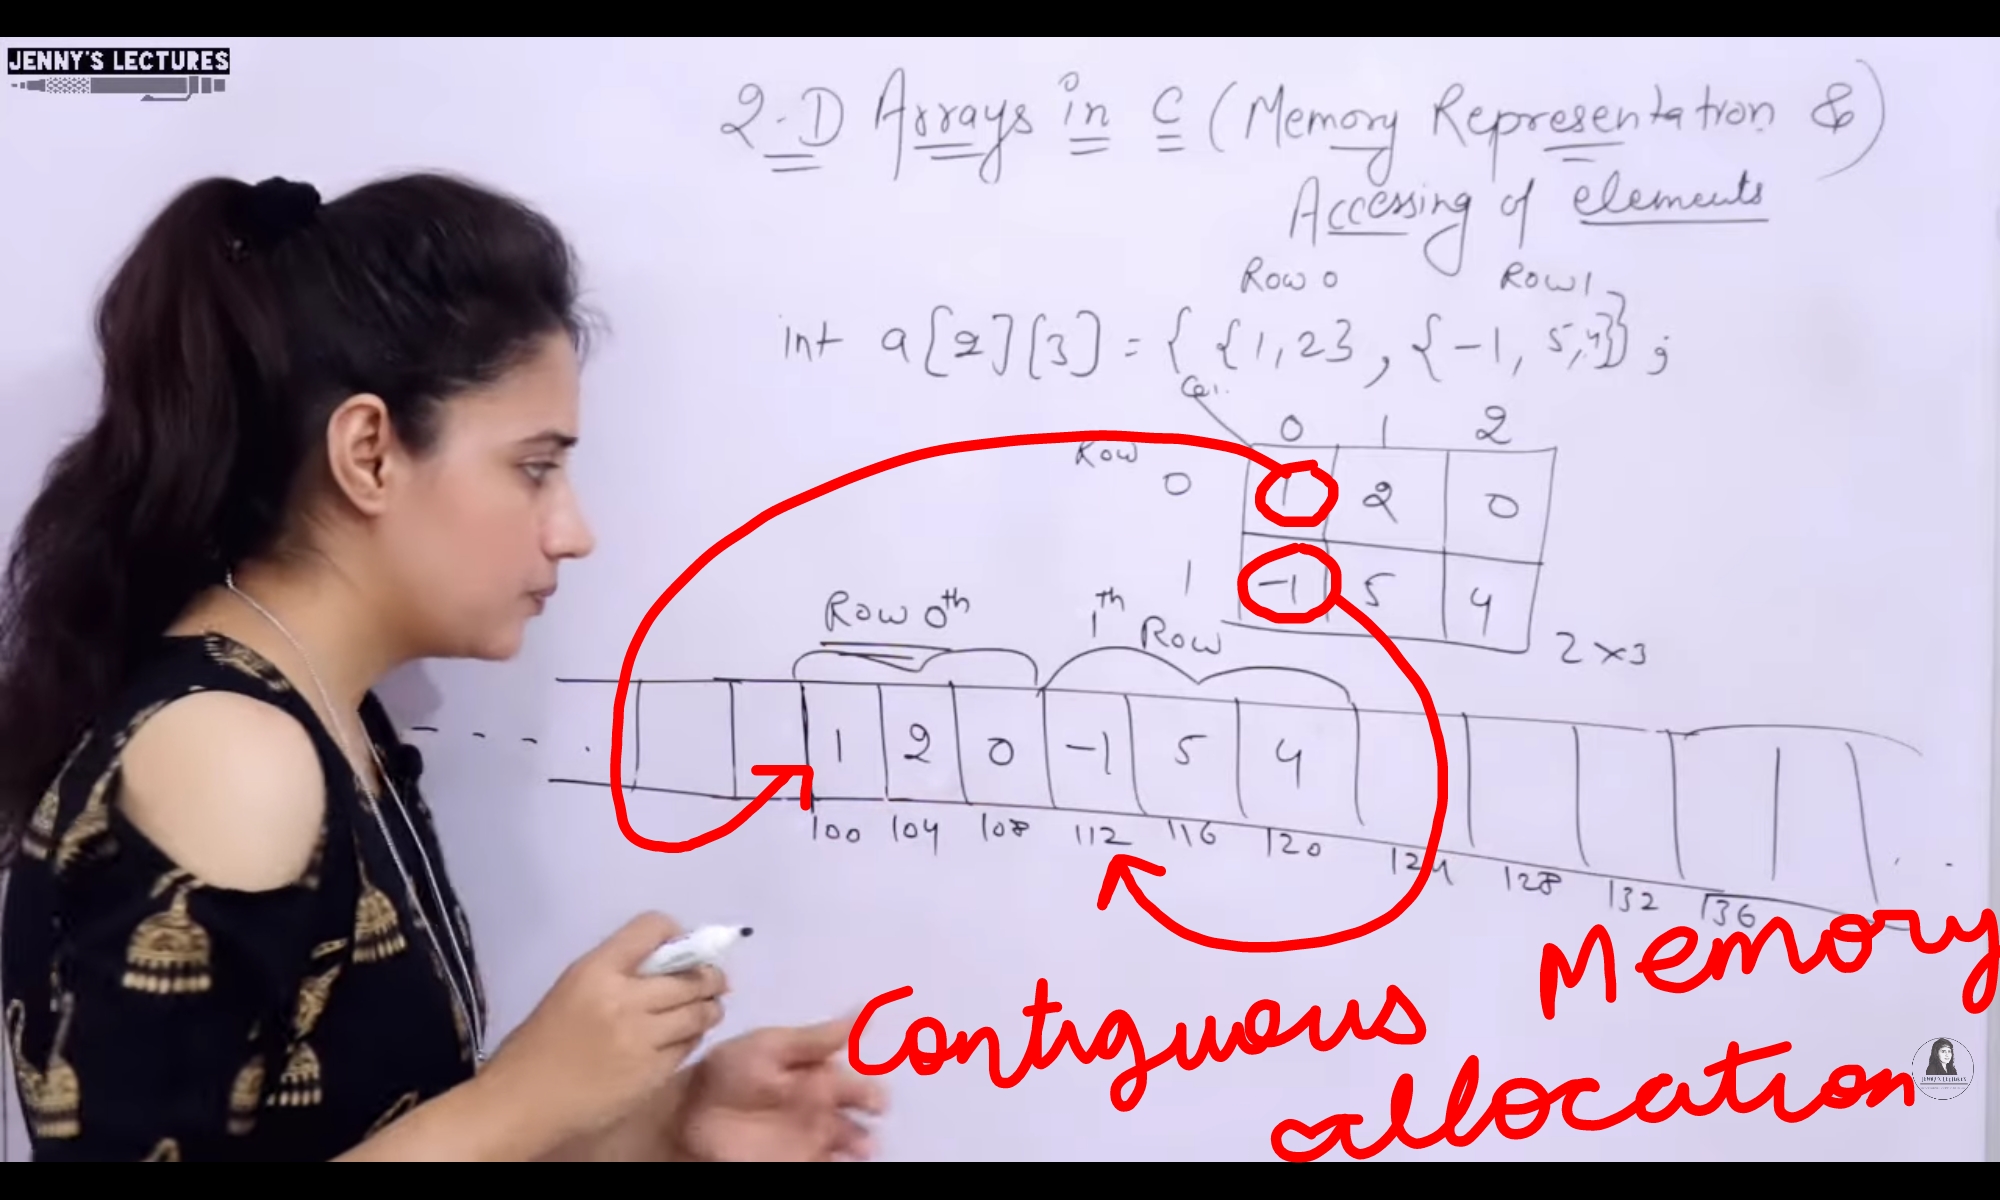 JENNY'S LECTURES
2-D Arrays in C (Memory Representation &)
Accessing of elements
Row 0 Row 1
int a[2][3] = { {1,2} , {-1, 5,4}} ;
Col.
0 1 2
Row
0 1 2 0
1 -1 5 4
2 x 3
Row 0th 1th Row
1 2 0 -1 5 4
100 104 108 112 116 120 124 128 132 136
Contiguous Memory
allocation
JENNY'S LECTURES